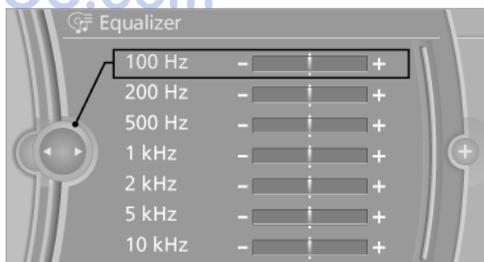 Equalizer
100 Hz - +
200 Hz - +
500 Hz - +
1 kHz - +
2 kHz - +
5 kHz - +
10 kHz - +
+